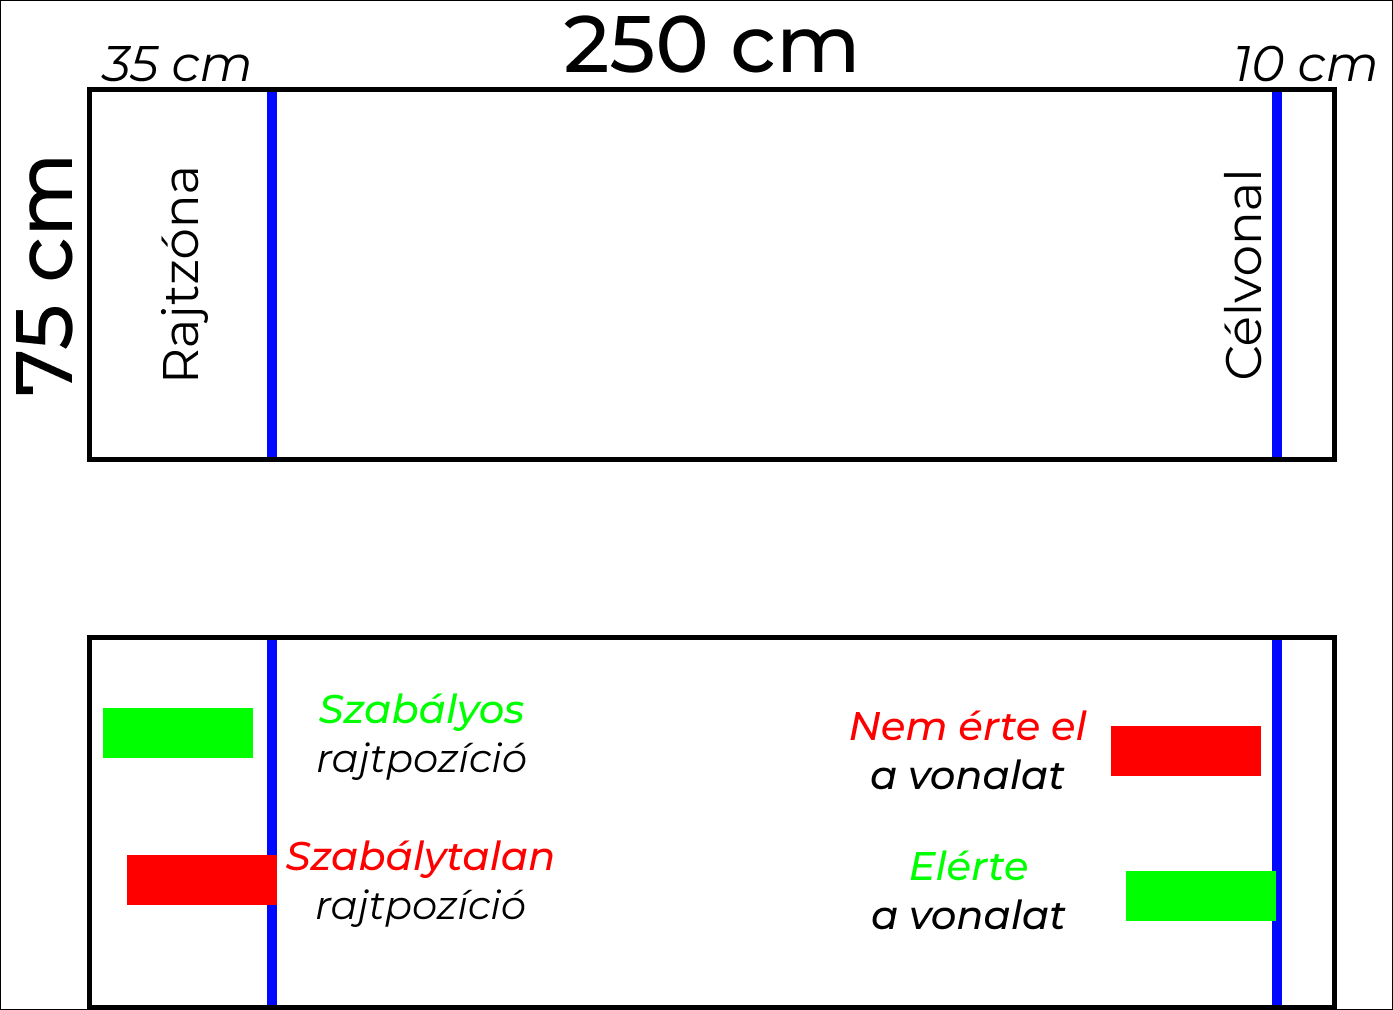 250 cm
35 cm
10 cm
75 cm
Rajtzóna
Célvonal
Szabályos
rajtpozíció
Nem érte el
a vonalat
Szabálytalan
rajtpozíció
Elérte
a vonalat